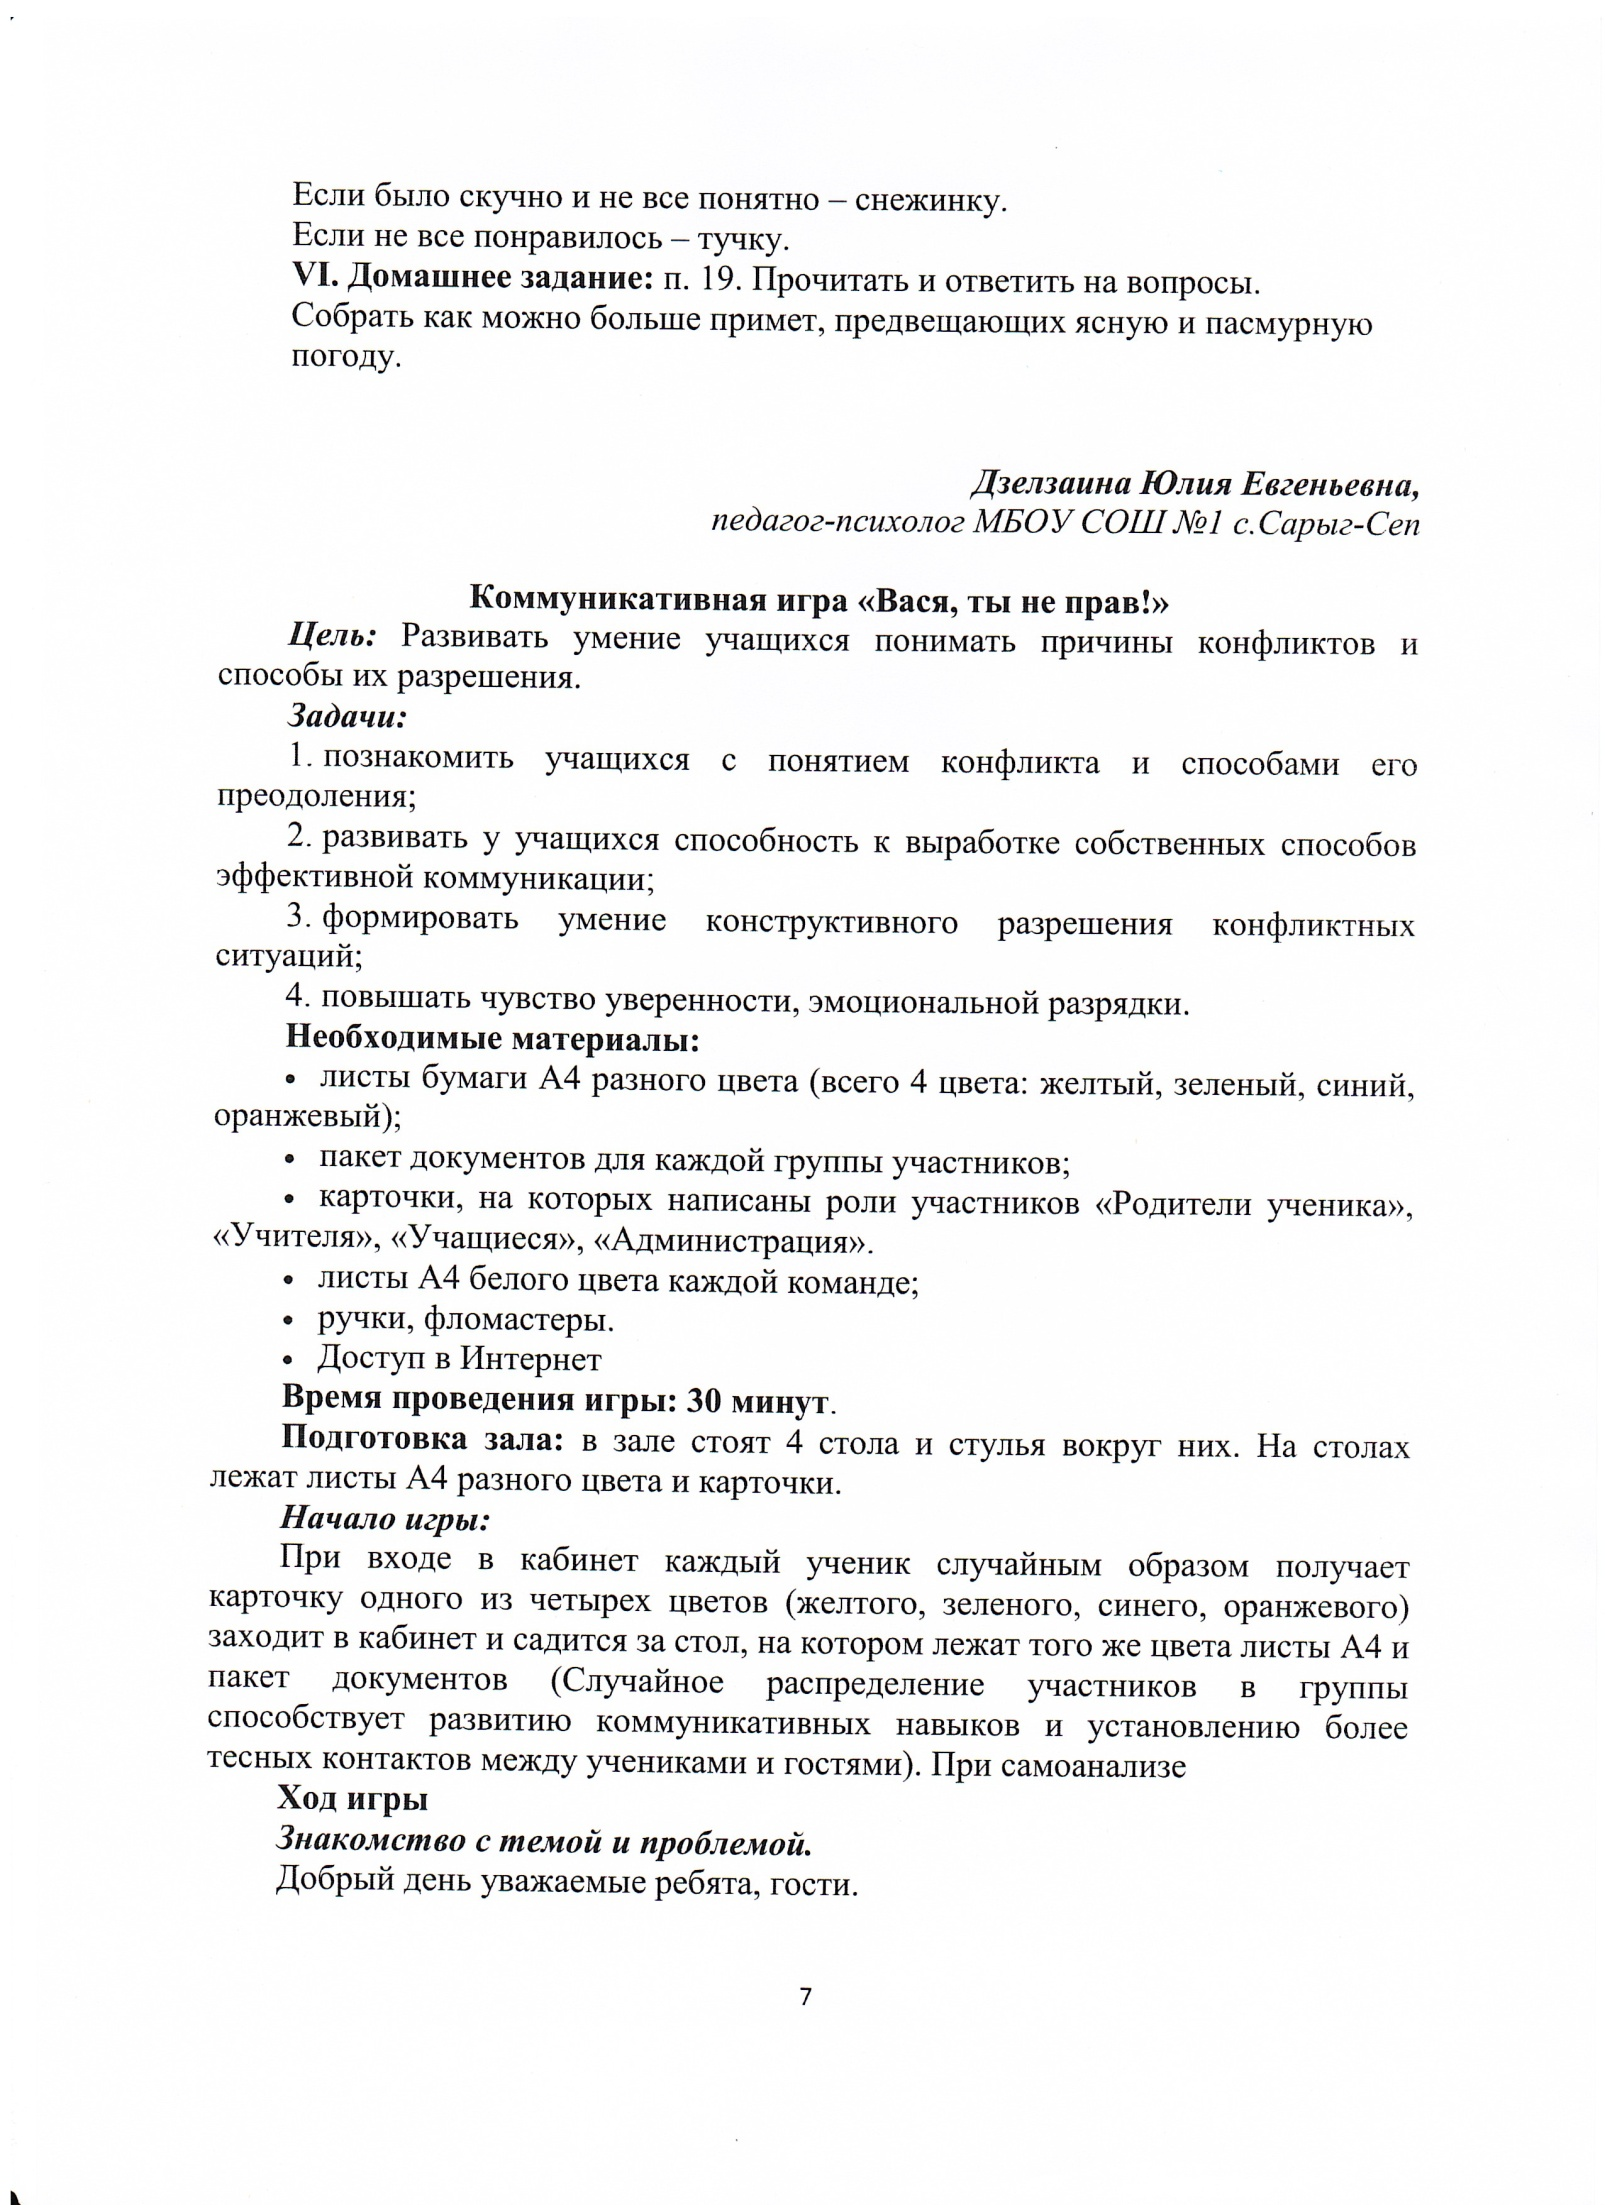 Если было скучно и не все понятно – снежинку.
Если не все понравилось – тучку.
VI. Домашнее задание: п. 19. Прочитать и ответить на вопросы.
Собрать как можно больше примет, предвещающих ясную и пасмурную
погоду.
Дзелзаина Юлия Евгеньевна,
педагог-психолог МБОУ СОШ №1 с.Сарыг-Сеп
Коммуникативная игра «Вася, ты не прав!»
Цель: Развивать умение учащихся понимать причины конфликтов и
способы их разрешения.
Задачи:
1. познакомить учащихся с понятием конфликта и способами его
преодоления;
2. развивать у учащихся способность к выработке собственных способов
эффективной коммуникации;
3. формировать умение конструктивного разрешения конфликтных
ситуаций;
4. повышать чувство уверенности, эмоциональной разрядки.
Необходимые материалы:
• листы бумаги А4 разного цвета (всего 4 цвета: желтый, зеленый, синий,
оранжевый);
• пакет документов для каждой группы участников;
• карточки, на которых написаны роли участников «Родители ученика»,
«Учителя», «Учащиеся», «Администрация».
• листы А4 белого цвета каждой команде;
• ручки, фломастеры.
• Доступ в Интернет
Время проведения игры: 30 минут.
Подготовка зала: в зале стоят 4 стола и стулья вокруг них. На столах
лежат листы А4 разного цвета и карточки.
Начало игры:
При входе в кабинет каждый ученик случайным образом получает
карточку одного из четырех цветов (желтого, зеленого, синего, оранжевого)
заходит в кабинет и садится за стол, на котором лежат того же цвета листы А4 и
пакет документов (Случайное распределение участников в группы
способствует развитию коммуникативных навыков и установлению более
тесных контактов между учениками и гостями). При самоанализе
Ход игры
Знакомство с темой и проблемой.
Добрый день уважаемые ребята, гости.
7